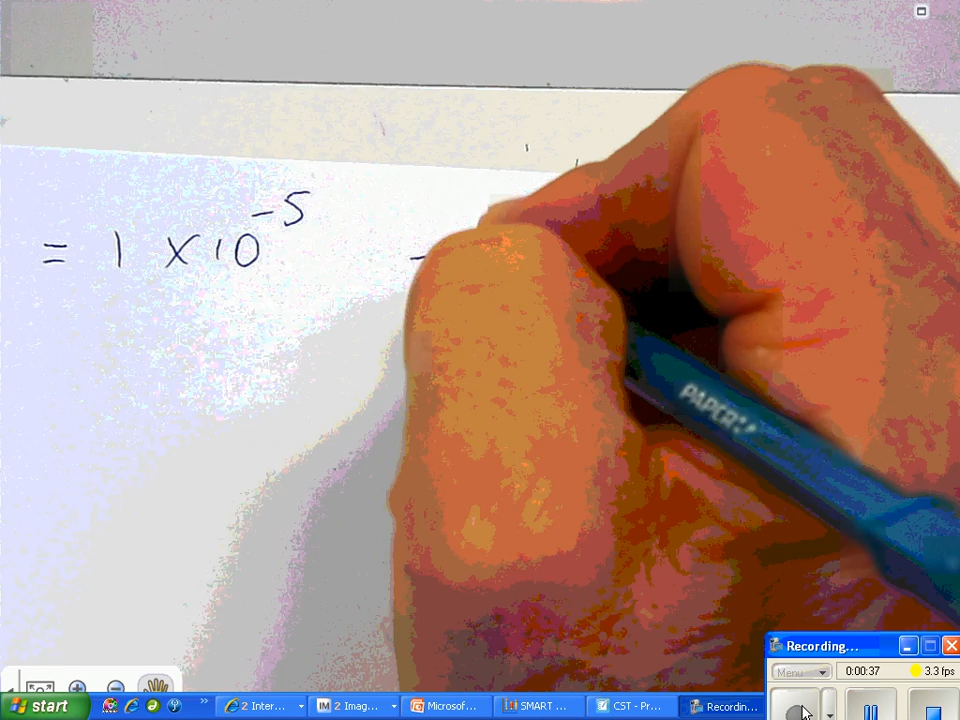 = 1 × 10⁻⁵ -
PAPER
Recording...
Menu
0:00:37
3.3 fps
start
2 Inter...
2 Imag...
Microsof...
SMART ...
CST - Pr...
Recordin...